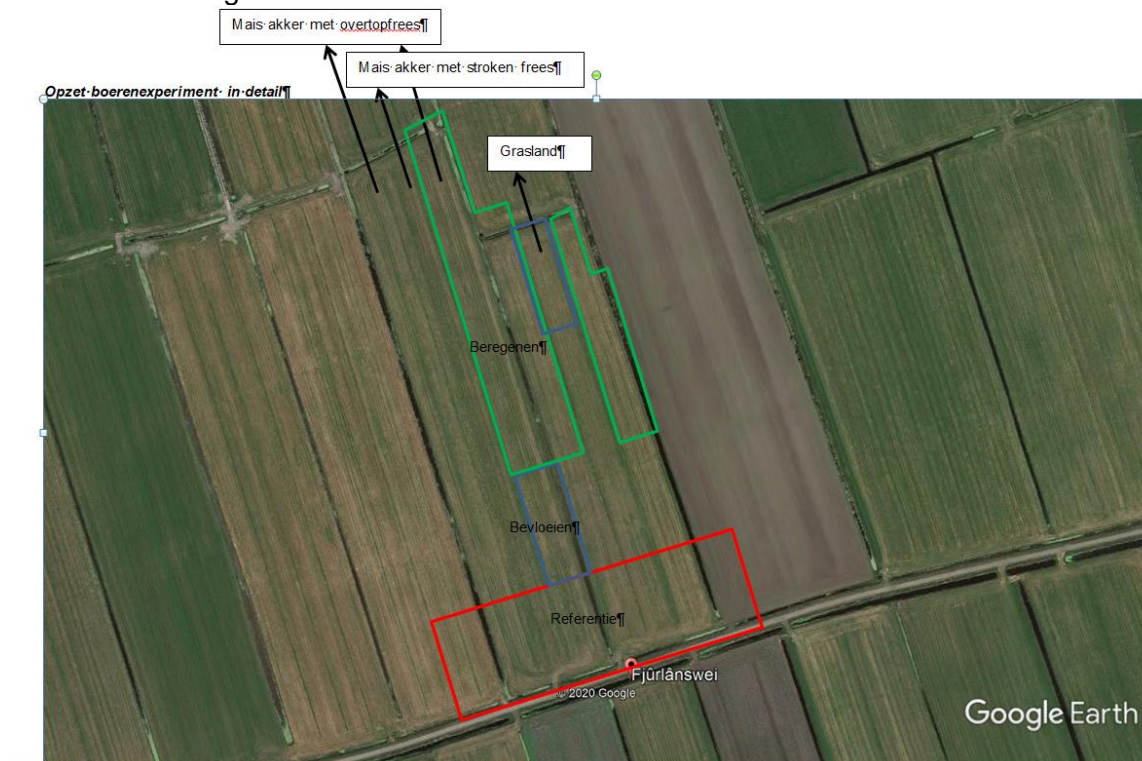 Mais·akker·met·overtopfrees¶
Mais·akker·met·stroken·frees¶
Opzet·boerenexperiment·in·detail¶
Grasland¶
Beregenen¶
Bevloeien¶
Referentie¶
Fjûrlânswei
© 2020 Google
Google Earth